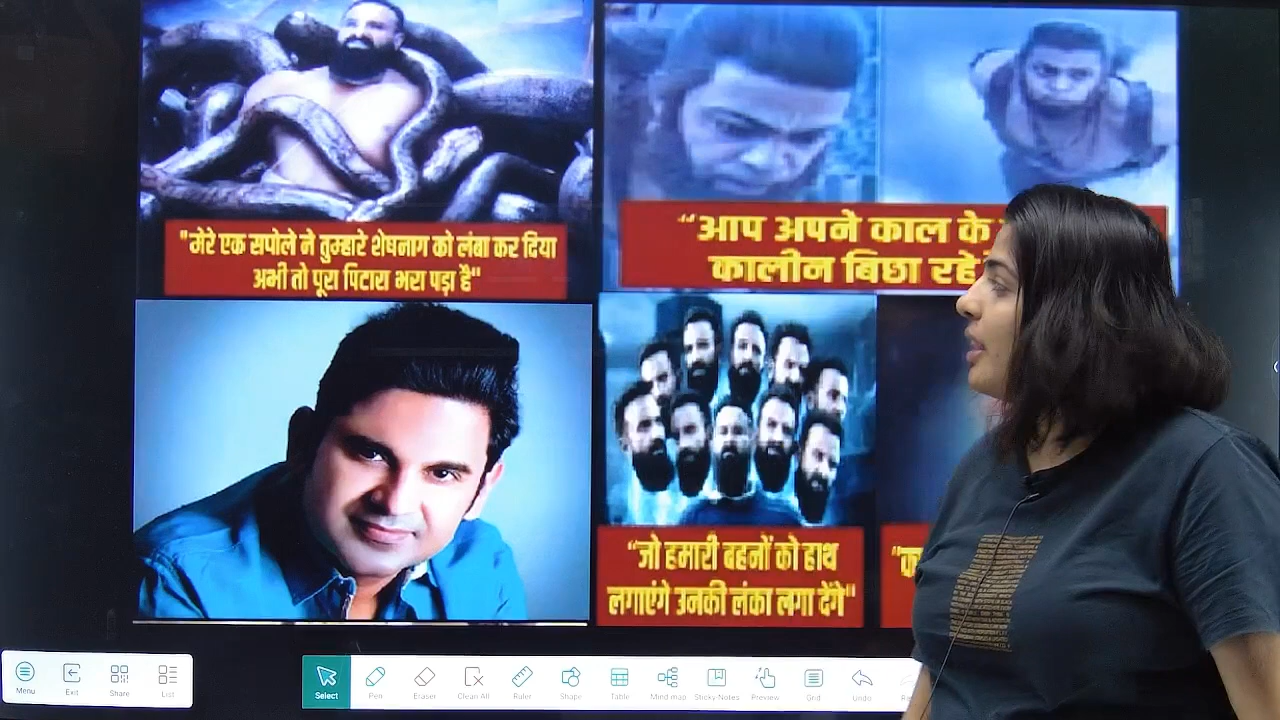 "मेरे एक सपोले ने तुम्हारे शेषनाग को लंबा कर दिया
अभी तो पूरा पिटारा भरा पड़ा है"
“आप अपने काल के
कालीन बिछा रहे
“जो हमारी बहनों को हाथ
लगाएंगे उनकी लंका लगा देंगे"
Menu
Exit
Share
List
Select
Pen
Eraser
Clean All
Ruler
Shape
Table
Mind map
Sticky Notes
Preview
Grid
Undo